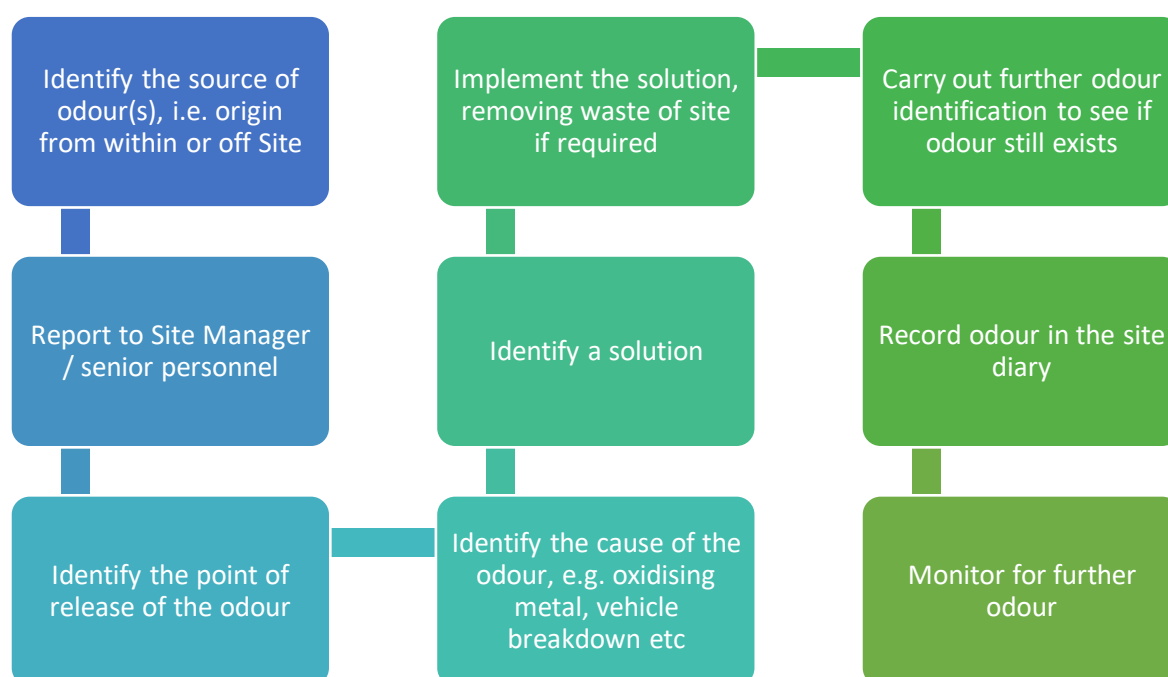 Identify the source of
odour(s), i.e. origin
from within or off Site
Report to Site Manager
/ senior personnel
Identify the point of
release of the odour
Identify the cause of the
odour, e.g. oxidising
metal, vehicle
breakdown etc
Identify a solution
Implement the solution,
removing waste of site
if required
Carry out further odour
identification to see if
odour still exists
Record odour in the site
diary
Monitor for further
odour